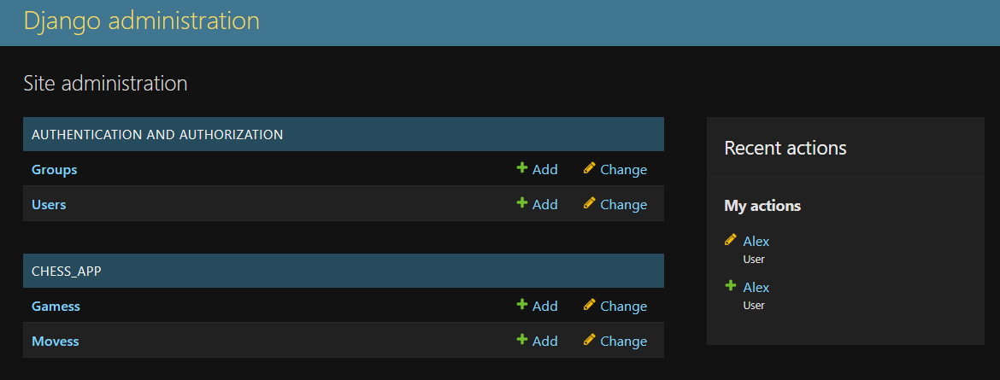 Django administration
Site administration
AUTHENTICATION AND AUTHORIZATION
Groups Add Change
Users Add Change
CHESS_APP
Gamess Add Change
Movess Add Change
Recent actions
My actions
Alex
User
Alex
User